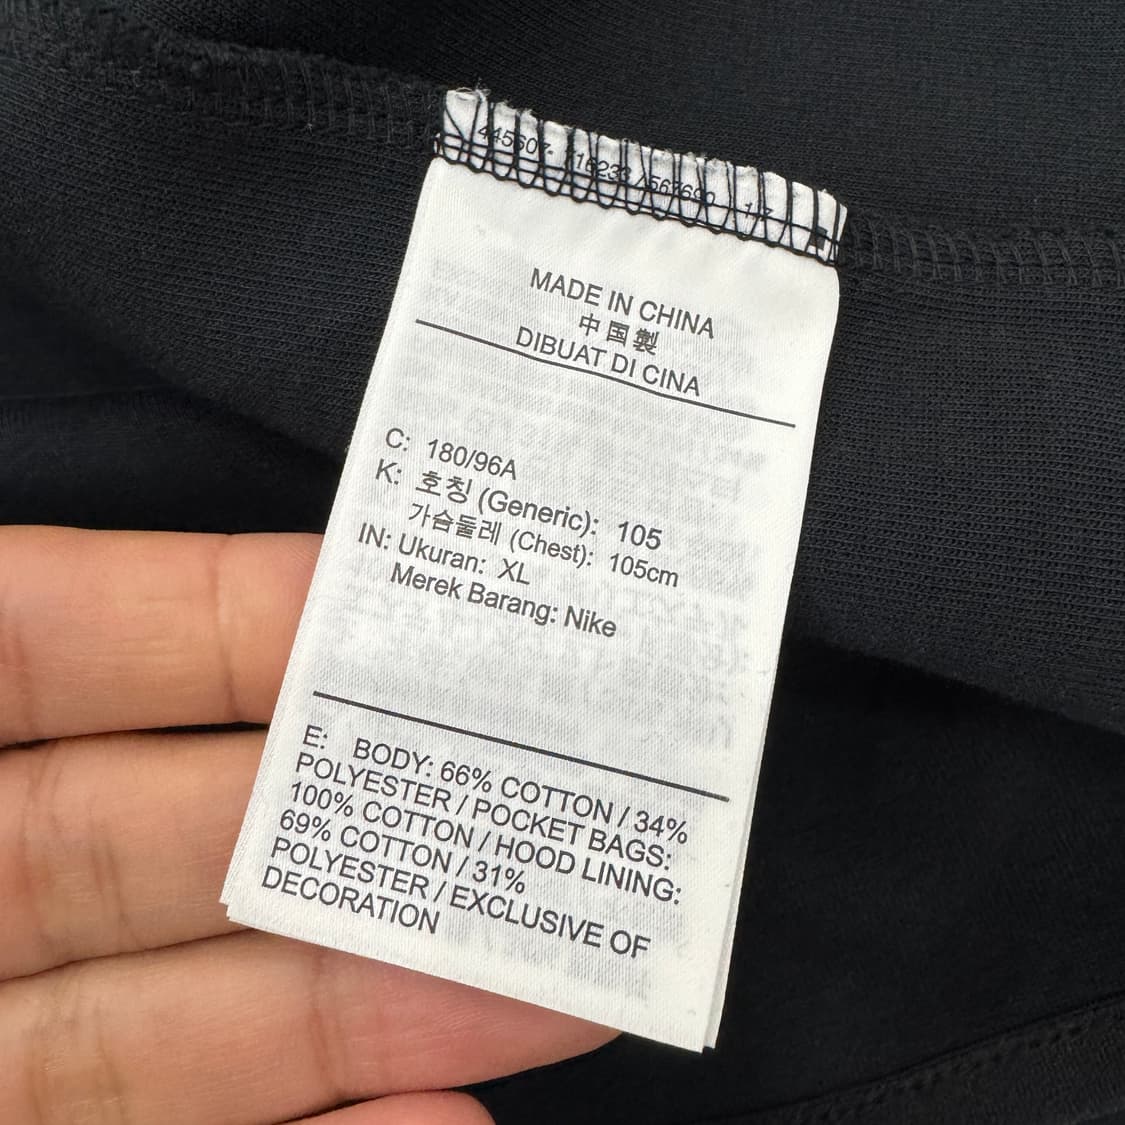 MADE IN CHINA
中国製
DIBUAT DI CINA
C: 180/96A
K: 호칭 (Generic): 105
가슴둘레 (Chest): 105cm
IN: Ukuran: XL
Merek Barang: Nike
E: BODY: 66% COTTON / 34%
POLYESTER / POCKET BAGS:
100% COTTON / HOOD LINING:
69% COTTON / 31%
POLYESTER / EXCLUSIVE OF
DECORATION